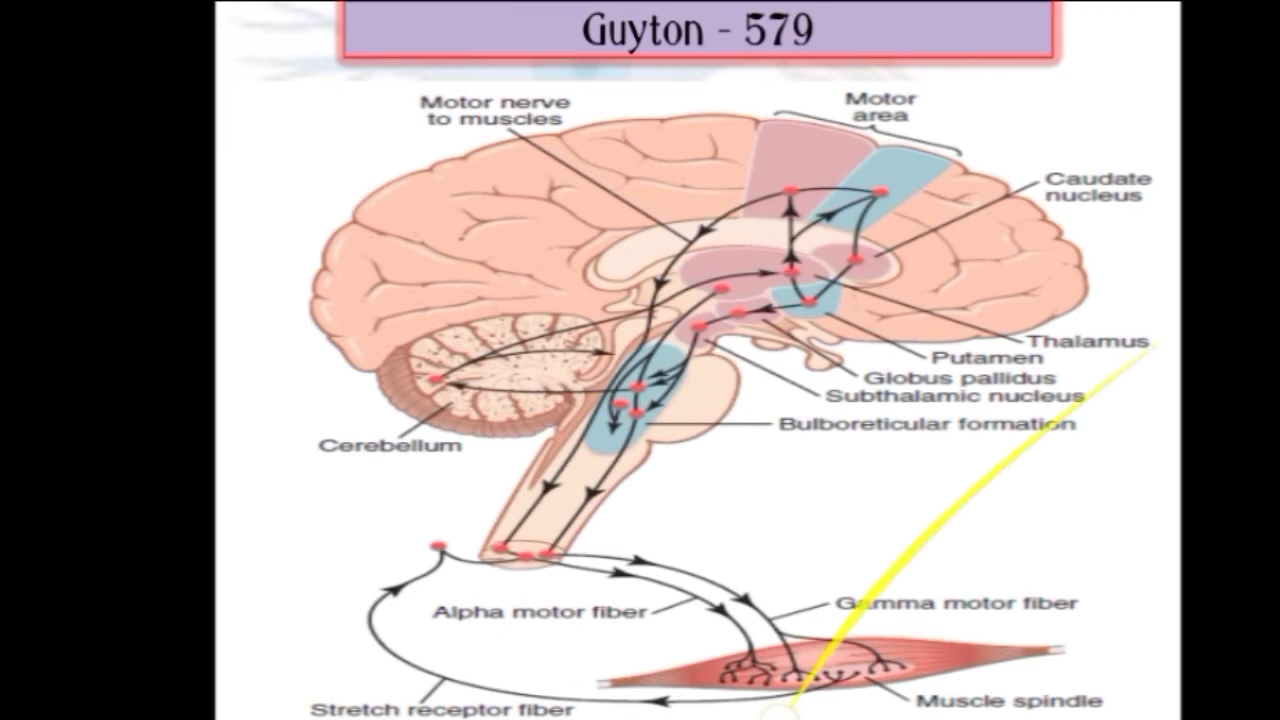 Guyton - 579
Motor nerve
to muscles
Motor
area
Caudate
nucleus
Thalamus
Putamen
Globus pallidus
Subthalamic nucleus
Bulboreticular formation
Cerebellum
Alpha motor fiber
Gamma motor fiber
Muscle spindle
Stretch receptor fiber